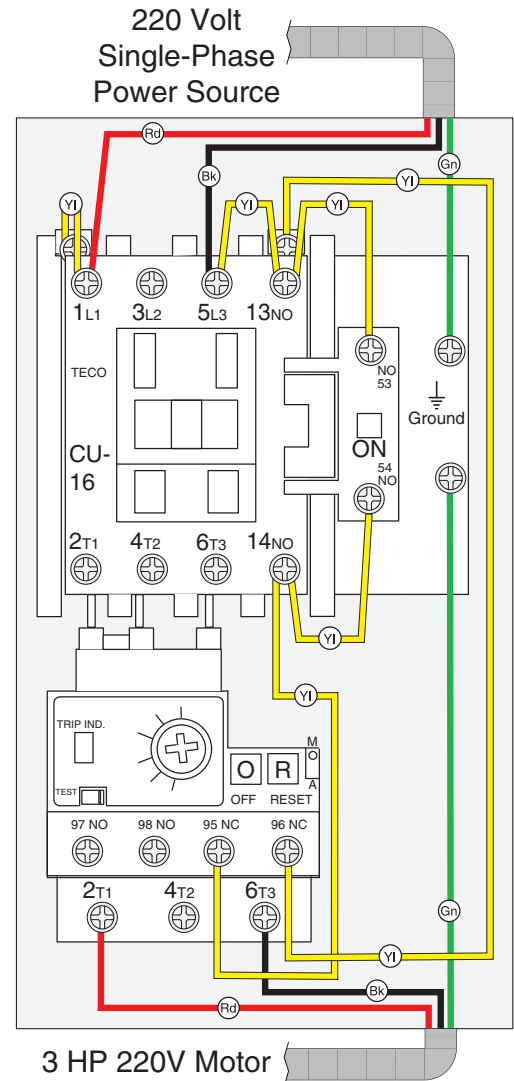 220 Volt
Single-Phase
Power Source
Rd
Bk
Gn
Yl
Yl
Yl
Yl
1L1 3L2 5L3 13NO
TECO
CU-
16
NO
53
ON
54
NO
Ground
2T1 4T2 6T3 14NO
Yl
Yl
TRIP IND.
TEST
O R
M
A
OFF RESET
97 NO 98 NO 95 NC 96 NC
2T1 4T2 6T3
Gn
Yl
Bk
Rd
3 HP 220V Motor